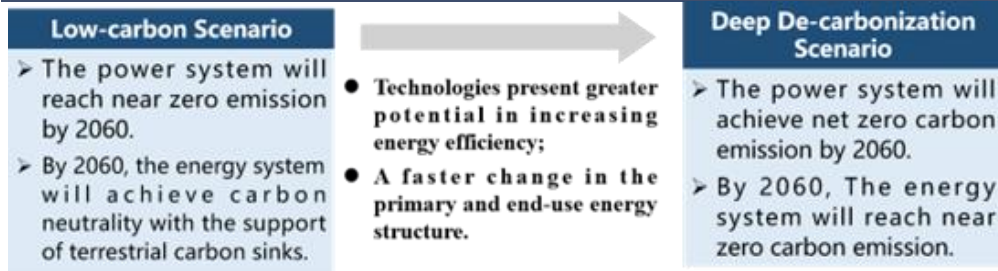 Low-carbon Scenario
➢ The power system will
reach near zero emission
by 2060.
➢ By 2060, the energy system
will achieve carbon
neutrality with the support
of terrestrial carbon sinks.
● Technologies present greater
potential in increasing
energy efficiency;
● A faster change in the
primary and end-use energy
structure.
Deep De-carbonization
Scenario
➢ The power system will
achieve net zero carbon
emission by 2060.
➢ By 2060, The energy
system will reach near
zero carbon emission.